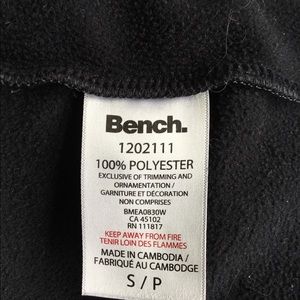 Bench.
1202111
100% POLYESTER
EXCLUSIVE OF TRIMMING AND
ORNAMENTATION /
GARNITURE ET DÉCORATION
NON COMPRISES
BMEA0830W
CA 45102
RN 111817
KEEP AWAY FROM FIRE
TENIR LOIN DES FLAMMES
MADE IN CAMBODIA /
FABRIQUÉ AU CAMBODGE
S / P